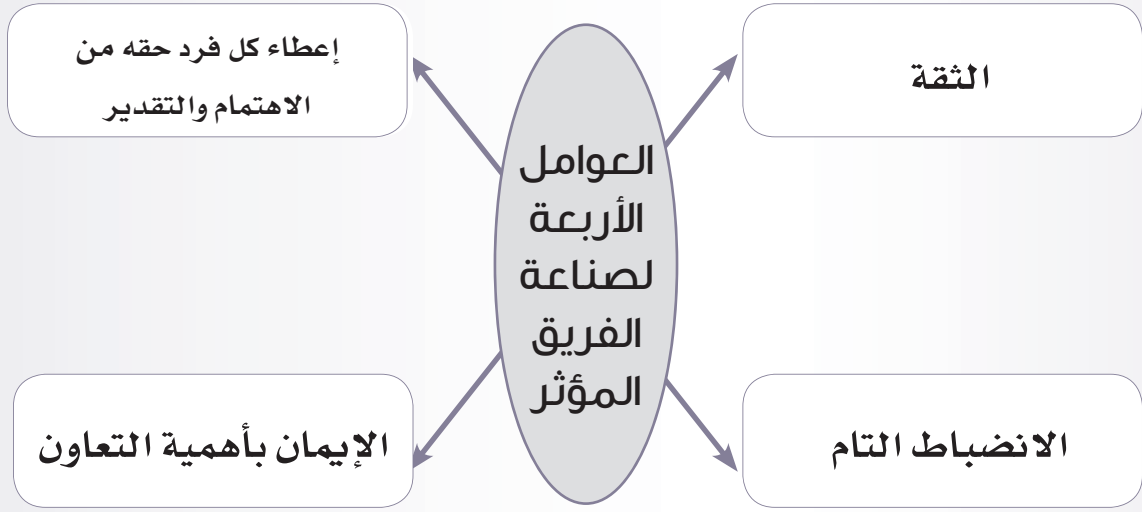 العوامل
الأربعة
لصناعة
الفريق
المؤثر
الثقة
إعطاء كل فرد حقه من
الاهتمام والتقدير
الانضباط التام
الإيمان بأهمية التعاون